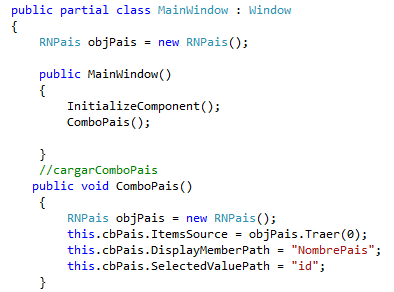 public partial class MainWindow : Window
{
RNPais objPais = new RNPais();
public MainWindow()
{
InitializeComponent();
ComboPais();
}
//cargarComboPais
public void ComboPais()
{
RNPais objPais = new RNPais();
this.cbPais.ItemsSource = objPais.Traer(0);
this.cbPais.DisplayMemberPath = "NombrePais";
this.cbPais.SelectedValuePath = "id";
}